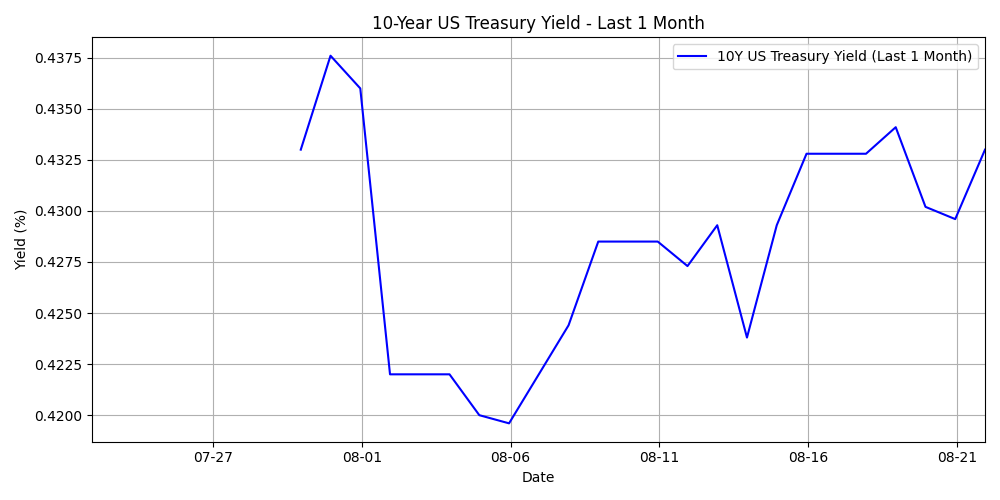 10-Year US Treasury Yield - Last 1 Month
10Y US Treasury Yield (Last 1 Month)
Yield (%)
0.4375
0.4350
0.4325
0.4300
0.4275
0.4250
0.4225
0.4200
07-27 08-01 08-06 08-11 08-16 08-21
Date